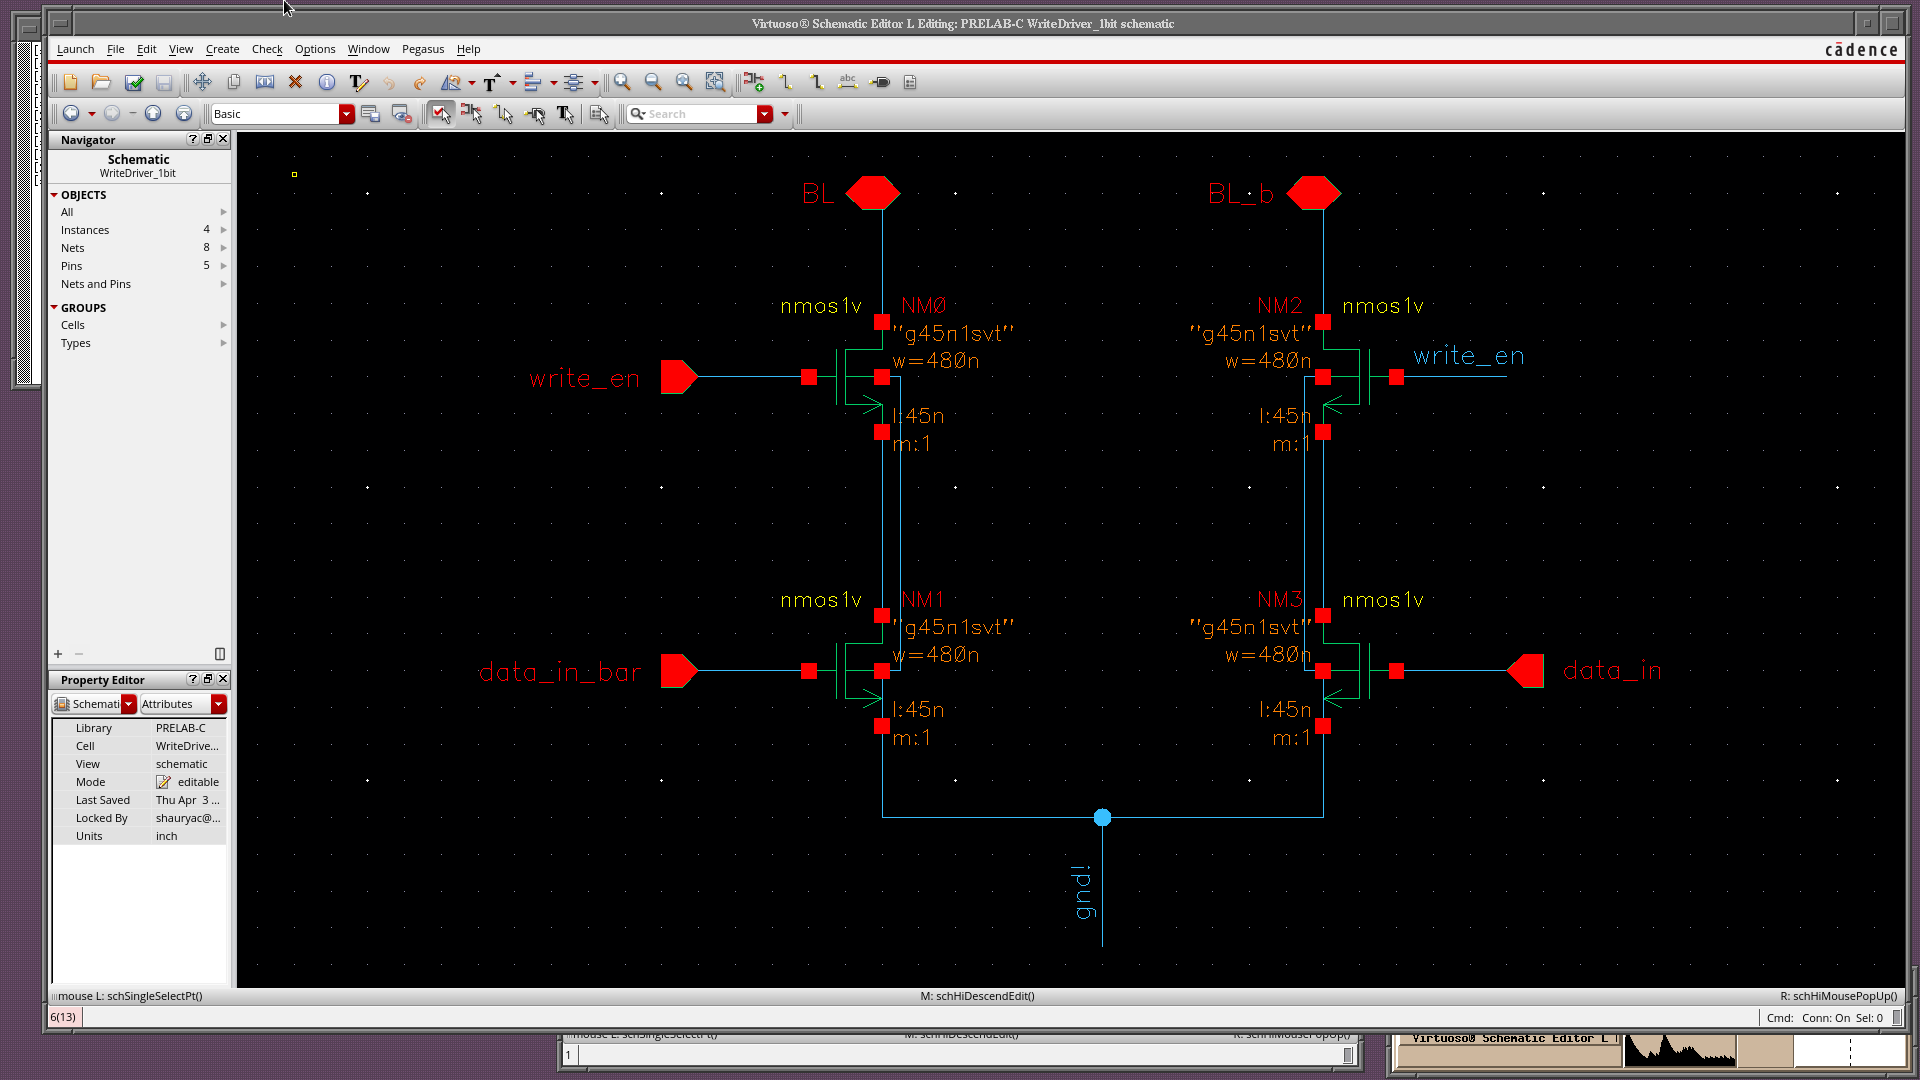 Virtuoso® Schematic Editor L Editing: PRELAB-C WriteDriver_1bit schematic
Launch File Edit View Create Check Options Window Pegasus Help
cādence
Basic
Search
Navigator
Schematic
WriteDriver_1bit
OBJECTS
All
Instances 4
Nets 8
Pins 5
Nets and Pins
GROUPS
Cells
Types
Property Editor
Schemati Attributes
Library PRELAB-C
Cell WriteDrive...
View schematic
Mode editable
Last Saved Thu Apr 3 ...
Locked By shauryac@...
Units inch
BL
BL_b
nmos1v NM0
"g45n1svt"
w=480n
write_en
l:45n
m:1
NM2 nmos1v
"g45n1svt"
w=480n
write_en
l:45n
m:1
nmos1v NM1
"g45n1svt"
w=480n
data_in_bar
l:45n
m:1
NM3 nmos1v
"g45n1svt"
w=480n
data_in
l:45n
m:1
gnd!
mouse L: schSingleSelectPt() M: schHiDescendEdit() R: schHiMousePopUp()
6(13) Cmd: Conn: On Sel: 0
mouse L: schSingleSelectPt() M: schHiDescendEdit() R: schHiMousePopUp()
1
Virtuoso® Schematic Editor L